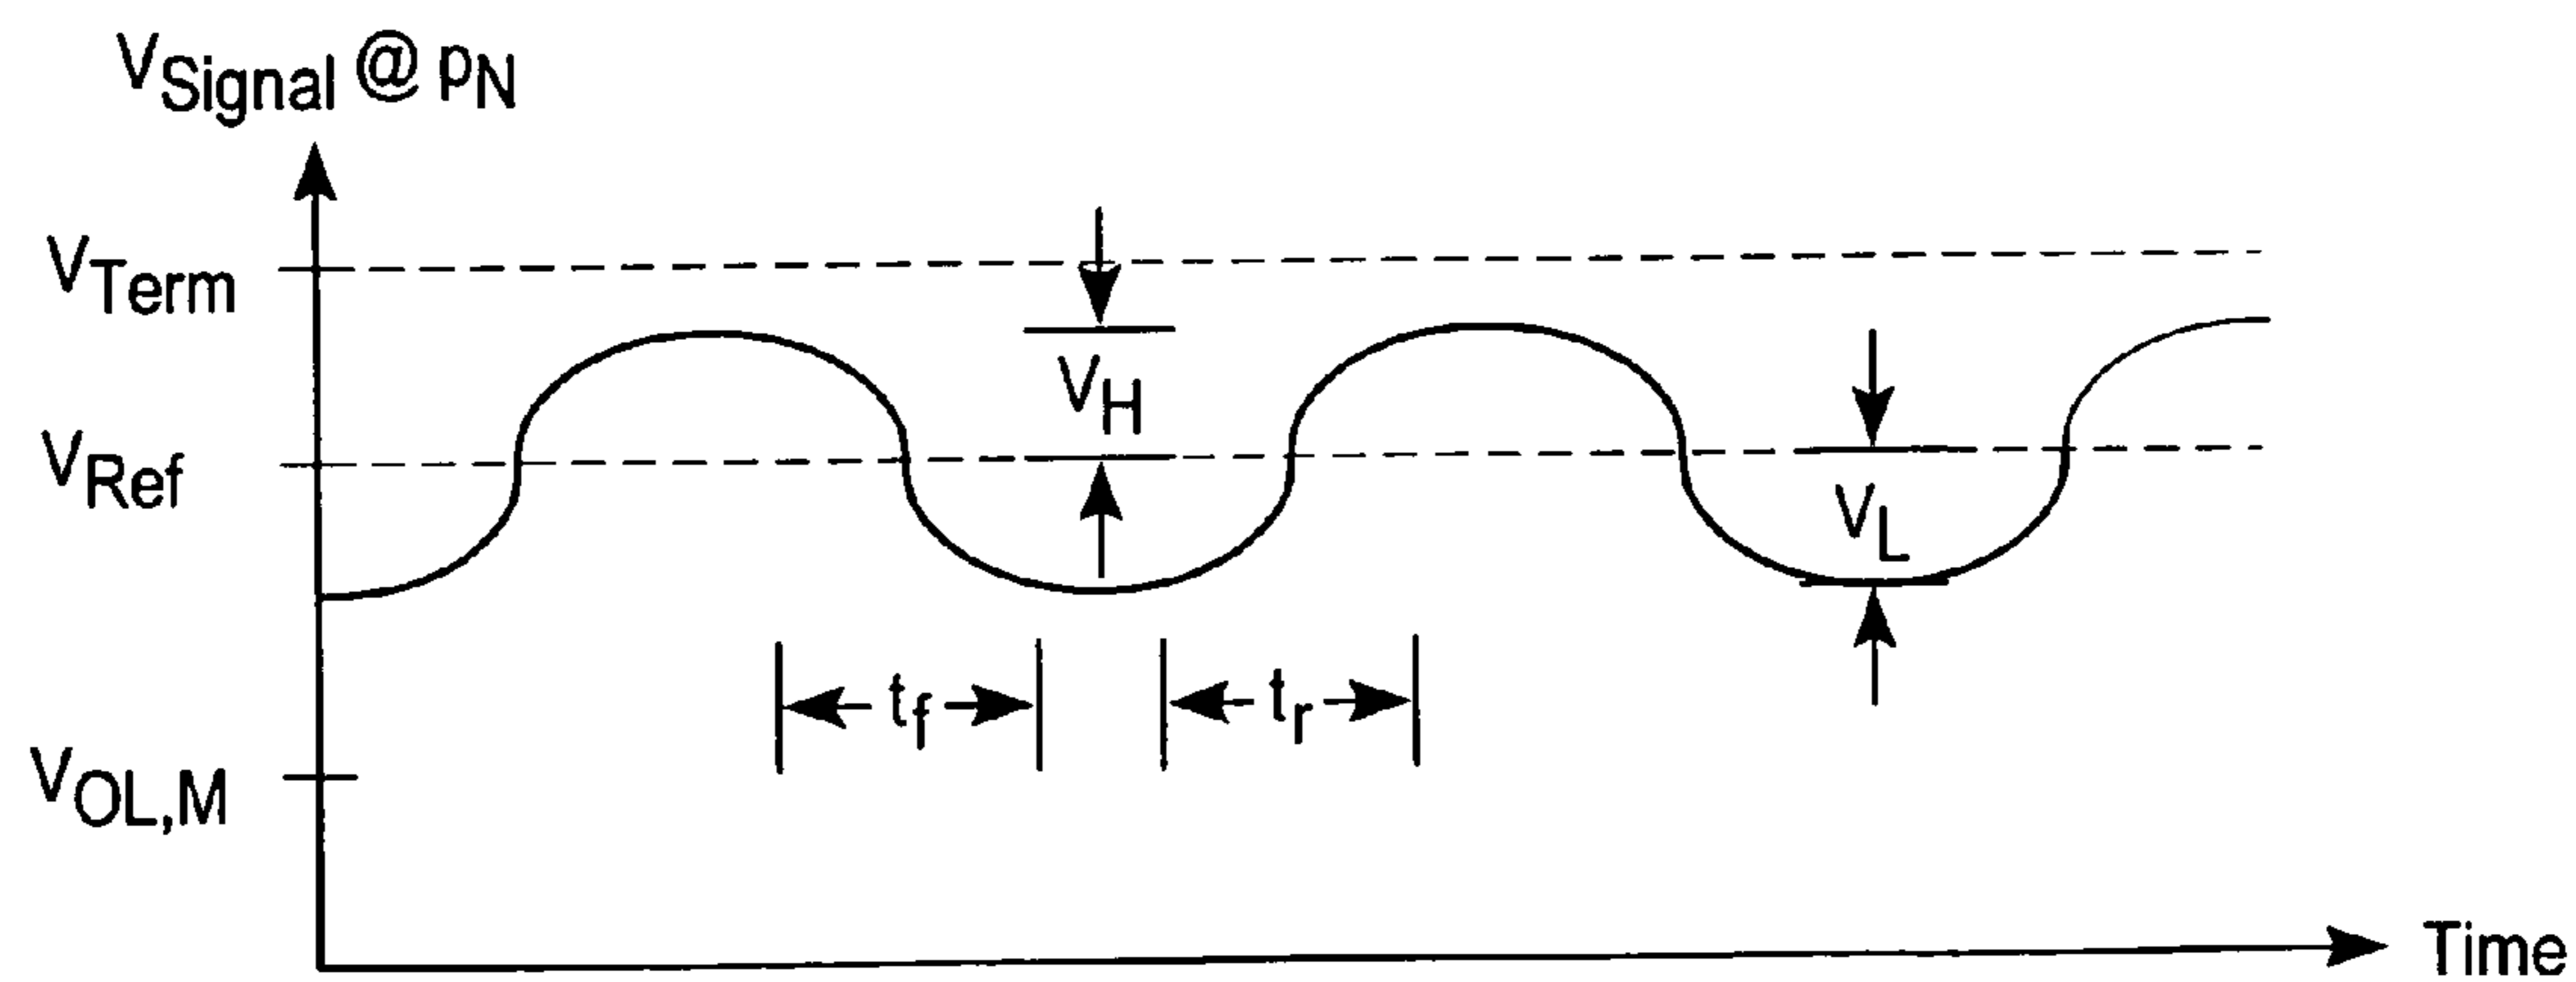 VSignal @ pN
VTerm
VH
VRef
VL
tf
tr
VOL,M
Time